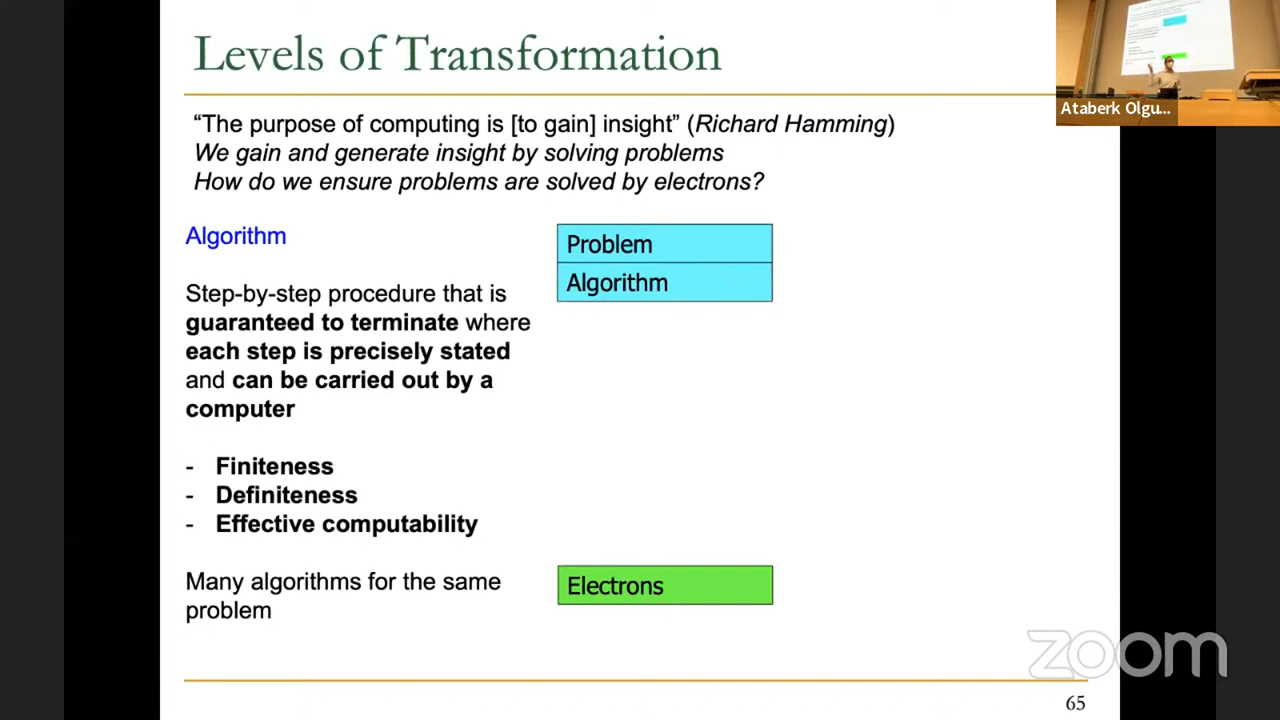 Levels of Transformation
“The purpose of computing is [to gain] insight” (Richard Hamming)
We gain and generate insight by solving problems
How do we ensure problems are solved by electrons?
Algorithm
Step-by-step procedure that is
guaranteed to terminate where
each step is precisely stated
and can be carried out by a
computer
- Finiteness
- Definiteness
- Effective computability
Many algorithms for the same
problem
Problem
Algorithm
Electrons
Ataberk Olgu...
zoom
65